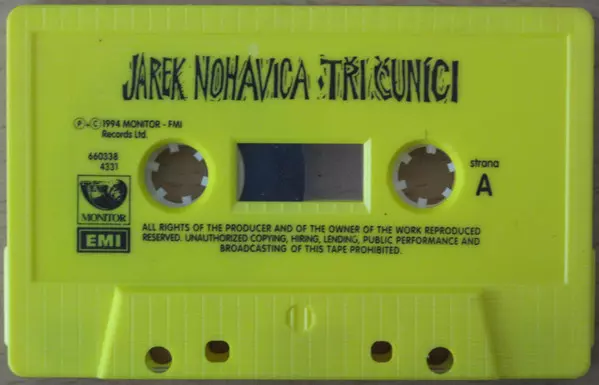 JAREK NOHAVICA TŘI ČUNÍCI
Ⓟ+Ⓒ1994 MONITOR - FMI
Records Ltd.
660338
4331
strana
A
MONITOR
EMI
ALL RIGHTS OF THE PRODUCER AND OF THE OWNER OF THE WORK REPRODUCED
RESERVED. UNAUTHORIZED COPYING, HIRING, LENDING, PUBLIC PERFORMANCE AND
BROADCASTING OF THIS TAPE PROHIBITED.